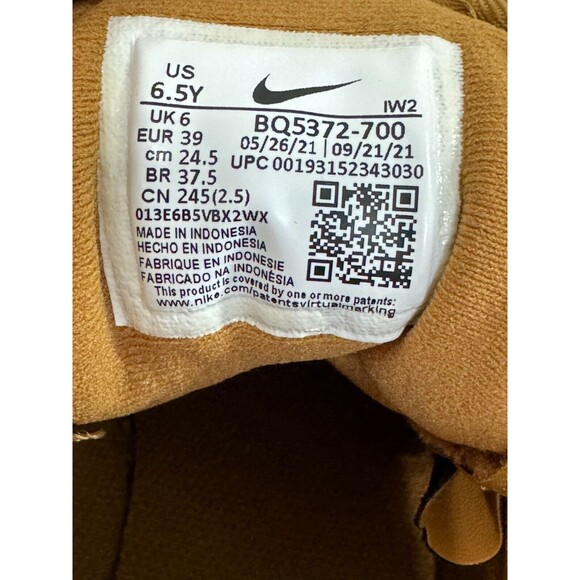 US
6.5Y
IW2
UK 6
BQ5372-700
EUR 39
05/26/21 | 09/21/21
cm 24.5
UPC 00193152343030
BR 37.5
CN 245(2.5)
013E6B5VBX2WX
MADE IN INDONESIA
HECHO EN INDONESIA
FABRIQUE EN INDONESIE
FABRICADO NA INDONÉSIA
This product is covered by one or more patents:
www.nike.com/patentsvirtualmarking